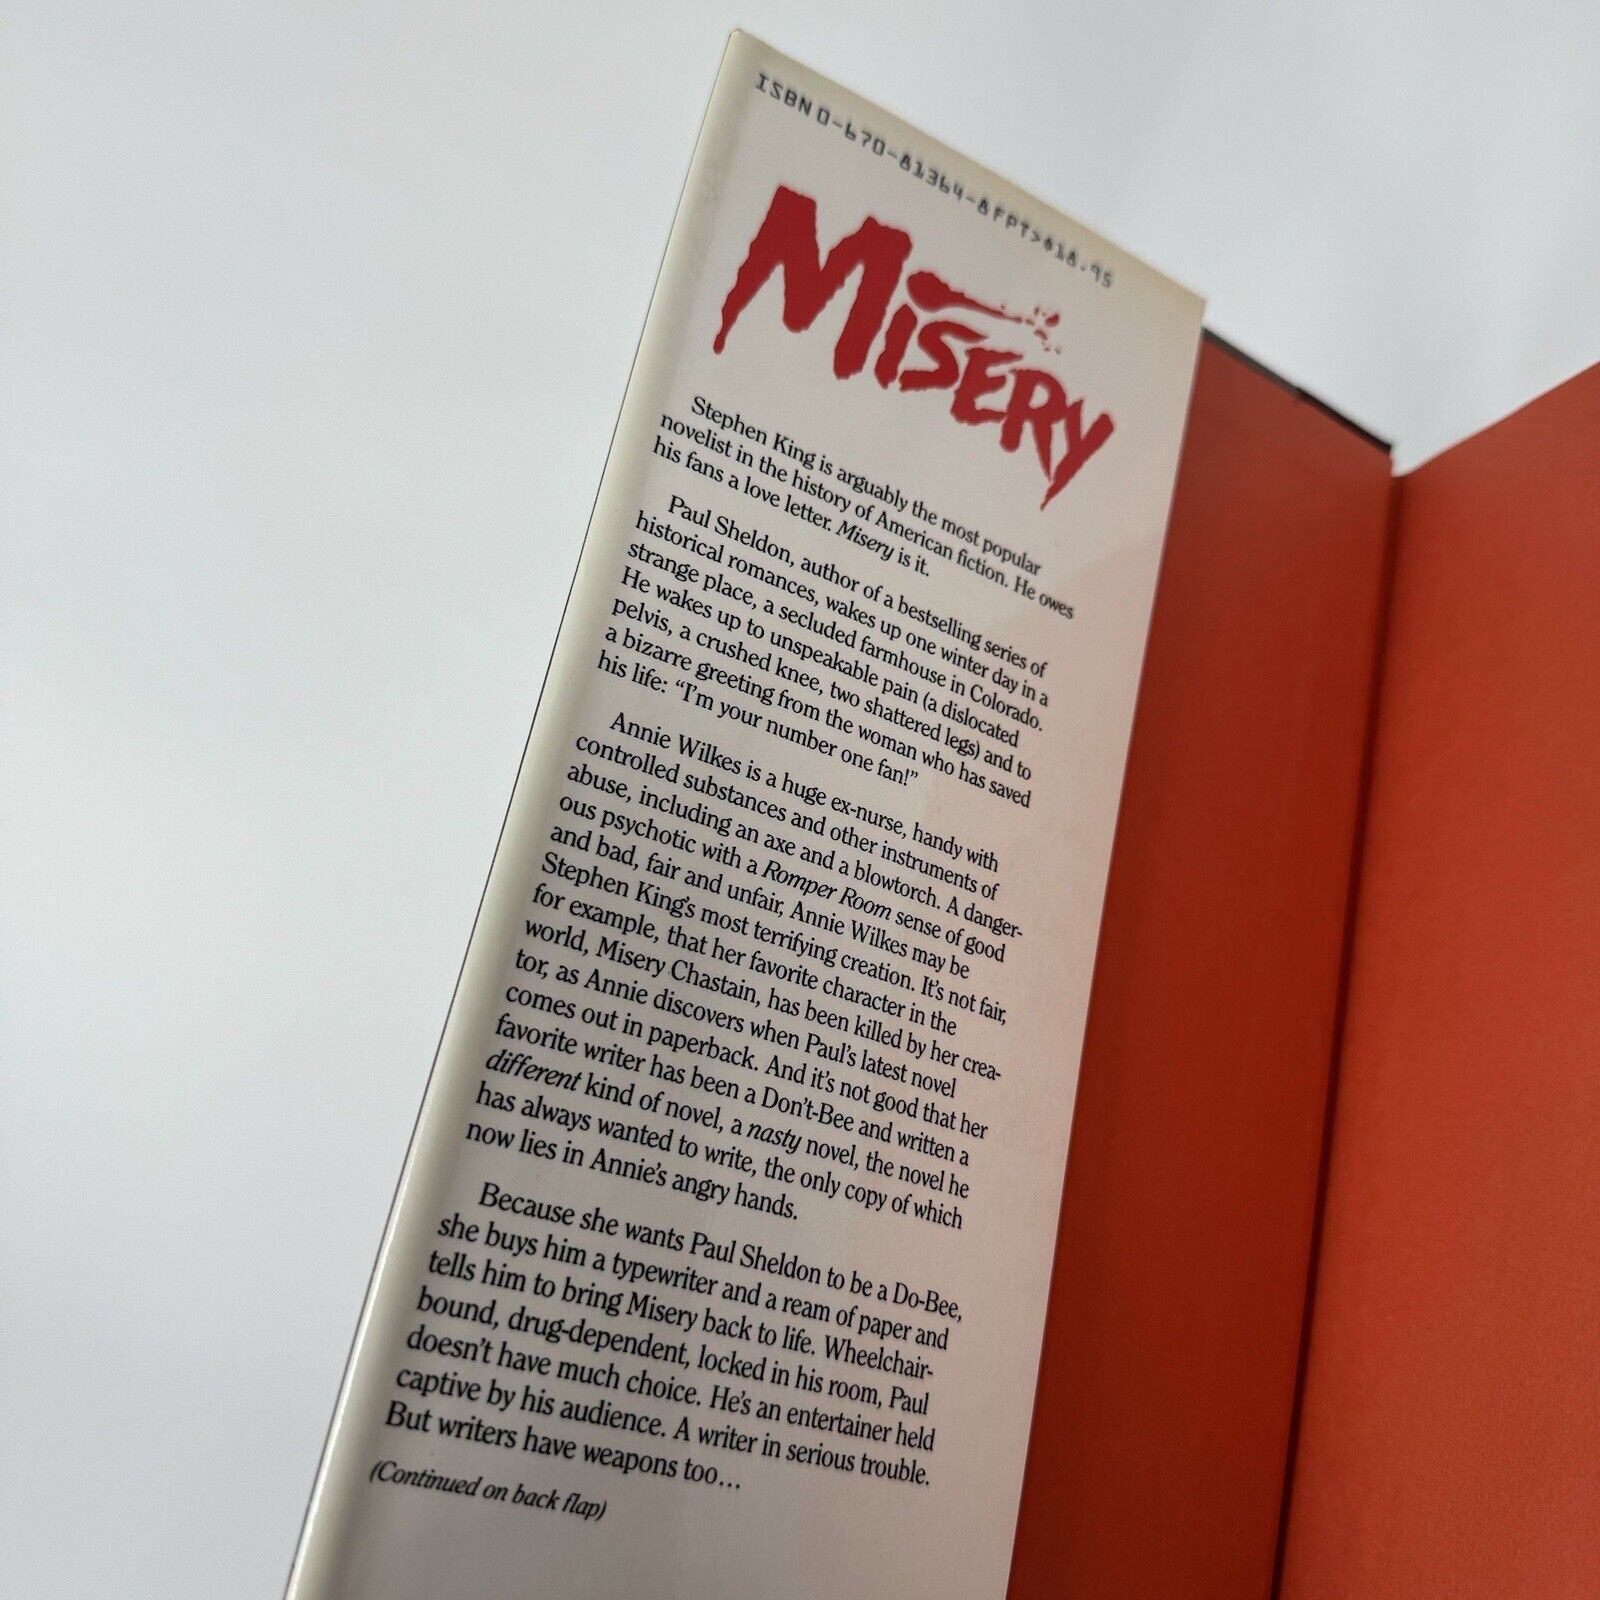 ISBN 0-670-81364-8 FPT>$18.95
MiSERY
Stephen King is arguably the most popular
novelist in the history of American fiction. He owes
his fans a love letter. Misery is it.
Paul Sheldon, author of a bestselling series of
historical romances, wakes up one winter day in a
strange place, a secluded farmhouse in Colorado.
He wakes up to unspeakable pain (a dislocated
pelvis, a crushed knee, two shattered legs) and to
a bizarre greeting from the woman who has saved
his life: “I’m your number one fan!”
Annie Wilkes is a huge ex-nurse, handy with
controlled substances and other instruments of
abuse, including an axe and a blowtorch. A danger-
ous psychotic with a Romper Room sense of good
and bad, fair and unfair, Annie Wilkes may be
Stephen King’s most terrifying creation. It’s not fair,
for example, that her favorite character in the
world, Misery Chastain, has been killed by her crea-
tor, as Annie discovers when Paul’s latest novel
comes out in paperback. And it’s not good that her
favorite writer has been a Don’t-Bee and written a
different kind of novel, a nasty novel, the novel he
has always wanted to write, the only copy of which
now lies in Annie’s angry hands.
Because she wants Paul Sheldon to be a Do-Bee,
she buys him a typewriter and a ream of paper and
tells him to bring Misery back to life. Wheelchair-
bound, drug-dependent, locked in his room, Paul
doesn’t have much choice. He’s an entertainer held
captive by his audience. A writer in serious trouble.
But writers have weapons too...
(Continued on back flap)